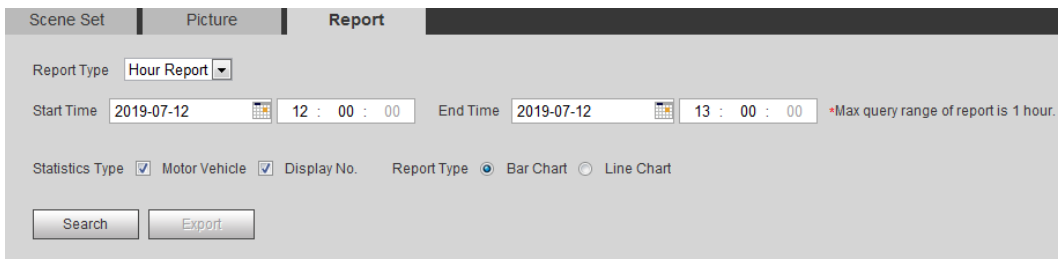 Scene Set Picture Report
Report Type Hour Report
Start Time 2019-07-12 12 : 00 : 00 End Time 2019-07-12 13 : 00 : 00 *Max query range of report is 1 hour.
Statistics Type Motor Vehicle Display No. Report Type Bar Chart Line Chart
Search Export